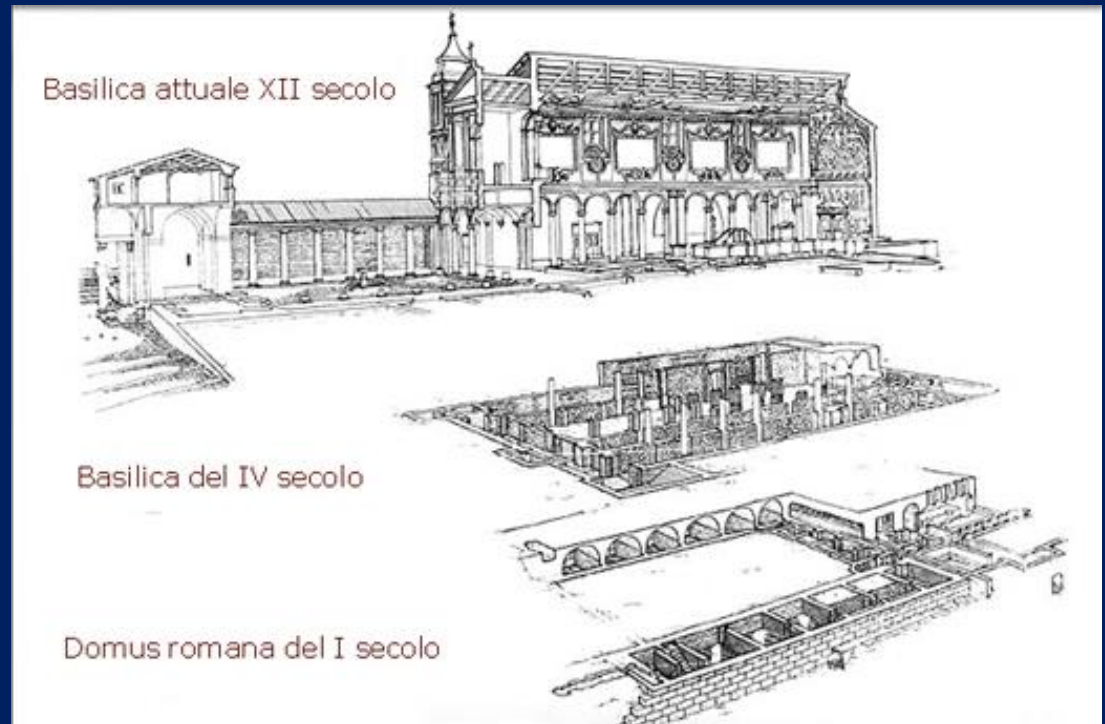 Basilica attuale XII secolo
Basilica del IV secolo
Domus romana del I secolo